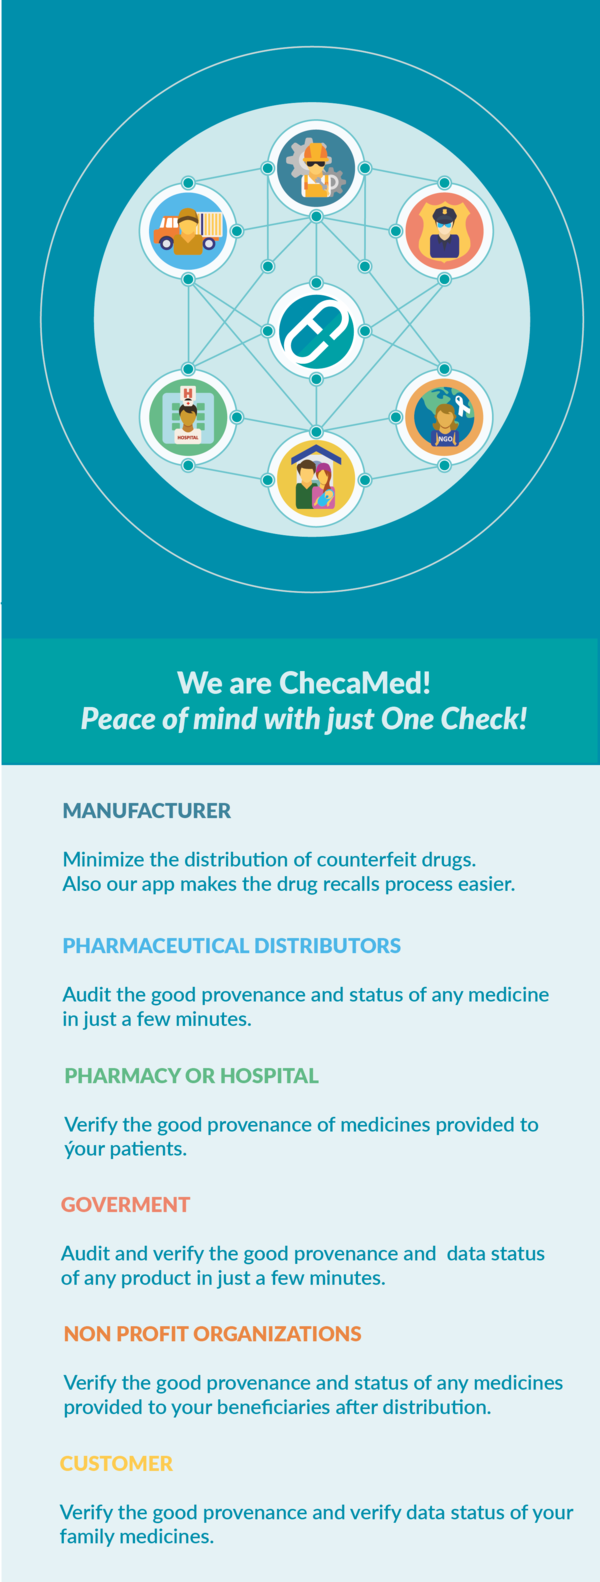 H
HOSPITAL
NGO
We are ChecaMed!
Peace of mind with just One Check!
MANUFACTURER
Minimize the distribution of counterfeit drugs.
Also our app makes the drug recalls process easier.
PHARMACEUTICAL DISTRIBUTORS
Audit the good provenance and status of any medicine
in just a few minutes.
PHARMACY OR HOSPITAL
Verify the good provenance of medicines provided to
ýour patients.
GOVERMENT
Audit and verify the good provenance and  data status
of any product in just a few minutes.
NON PROFIT ORGANIZATIONS
Verify the good provenance and status of any medicines
provided to your beneficiaries after distribution.
CUSTOMER
Verify the good provenance and verify data status of your
family medicines.